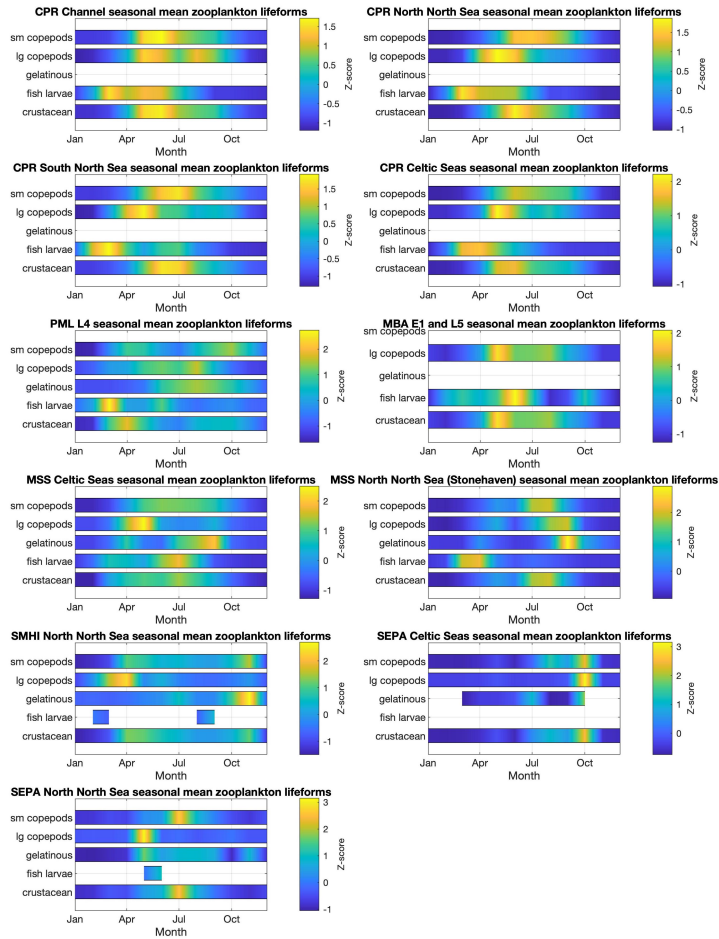 CPR Channel seasonal mean zooplankton lifeforms
sm copepods
lg copepods
gelatinous
fish larvae
crustacean
Jan Apr Jul Oct
Month
1.5
1
0.5
0
-0.5
-1
Z-score
CPR North North Sea seasonal mean zooplankton lifeforms
sm copepods
lg copepods
gelatinous
fish larvae
crustacean
Jan Apr Jul Oct
Month
1.5
1
0.5
0
-0.5
-1
Z-score
CPR South North Sea seasonal mean zooplankton lifeforms
sm copepods
lg copepods
gelatinous
fish larvae
crustacean
Jan Apr Jul Oct
Month
1.5
1
0.5
0
-0.5
-1
Z-score
CPR Celtic Seas seasonal mean zooplankton lifeforms
sm copepods
lg copepods
gelatinous
fish larvae
crustacean
Jan Apr Jul Oct
Month
2
1
0
-1
Z-score
PML L4 seasonal mean zooplankton lifeforms
sm copepods
lg copepods
gelatinous
fish larvae
crustacean
Jan Apr Jul Oct
Month
2
1
0
-1
Z-score
MBA E1 and L5 seasonal mean zooplankton lifeforms
sm copepods
lg copepods
gelatinous
fish larvae
crustacean
Jan Apr Jul Oct
Month
2
1
0
-1
Z-score
MSS Celtic Seas seasonal mean zooplankton lifeforms
sm copepods
lg copepods
gelatinous
fish larvae
crustacean
Jan Apr Jul Oct
Month
2
1
0
-1
Z-score
MSS North North Sea (Stonehaven) seasonal mean zooplankton lifeforms
sm copepods
lg copepods
gelatinous
fish larvae
crustacean
Jan Apr Jul Oct
Month
2
1
0
Z-score
SMHI North North Sea seasonal mean zooplankton lifeforms
sm copepods
lg copepods
gelatinous
fish larvae
crustacean
Jan Apr Jul Oct
Month
2
1
0
-1
Z-score
SEPA Celtic Seas seasonal mean zooplankton lifeforms
sm copepods
lg copepods
gelatinous
fish larvae
crustacean
Jan Apr Jul Oct
Month
3
2
1
0
Z-score
SEPA North North Sea seasonal mean zooplankton lifeforms
sm copepods
lg copepods
gelatinous
fish larvae
crustacean
Jan Apr Jul Oct
Month
3
2
1
0
-1
Z-score